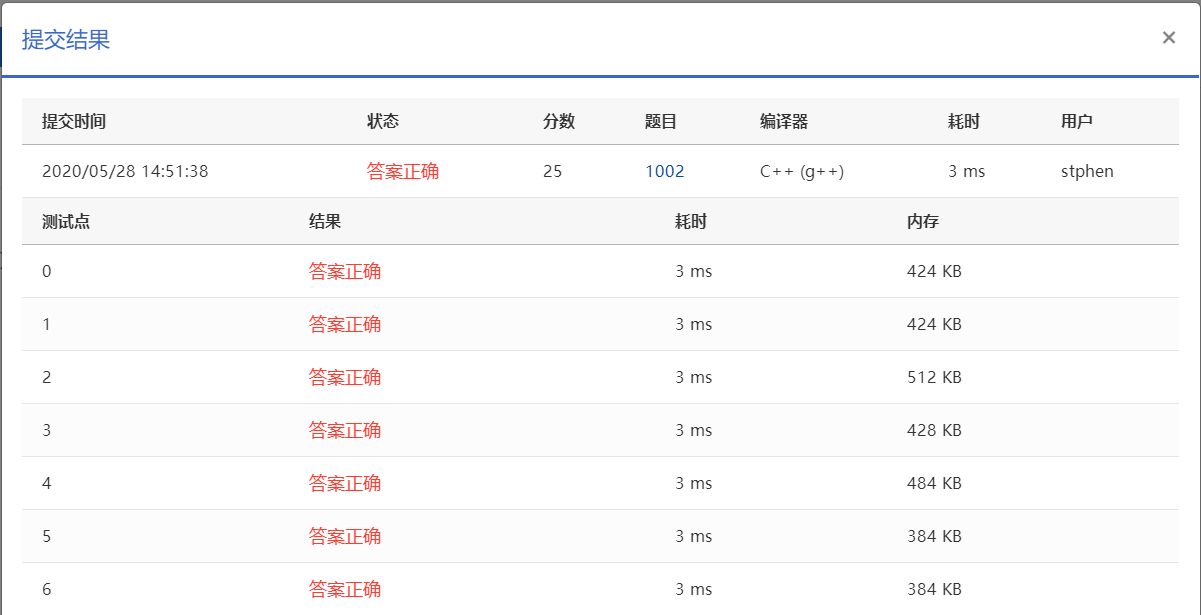 提交结果 ×
提交时间 状态 分数 题目 编译器 耗时 用户
2020/05/28 14:51:38 答案正确 25 1002 C++ (g++) 3 ms stphen
测试点 结果 耗时 内存
0 答案正确 3 ms 424 KB
1 答案正确 3 ms 424 KB
2 答案正确 3 ms 512 KB
3 答案正确 3 ms 428 KB
4 答案正确 3 ms 484 KB
5 答案正确 3 ms 384 KB
6 答案正确 3 ms 384 KB